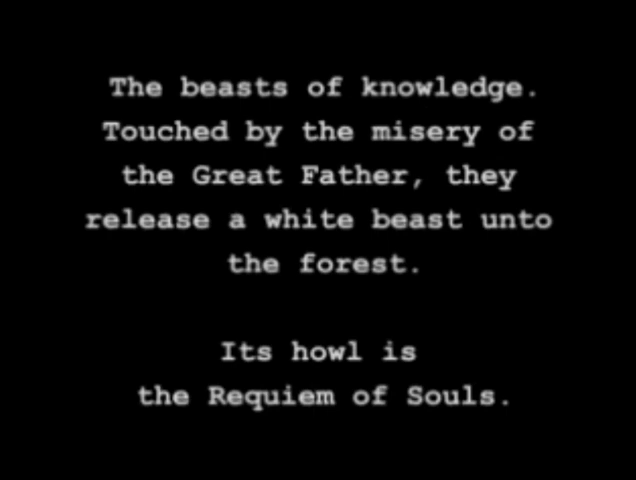 The beasts of knowledge.
Touched by the misery of
the Great Father, they
release a white beast unto
the forest.
Its howl is
the Requiem of Souls.